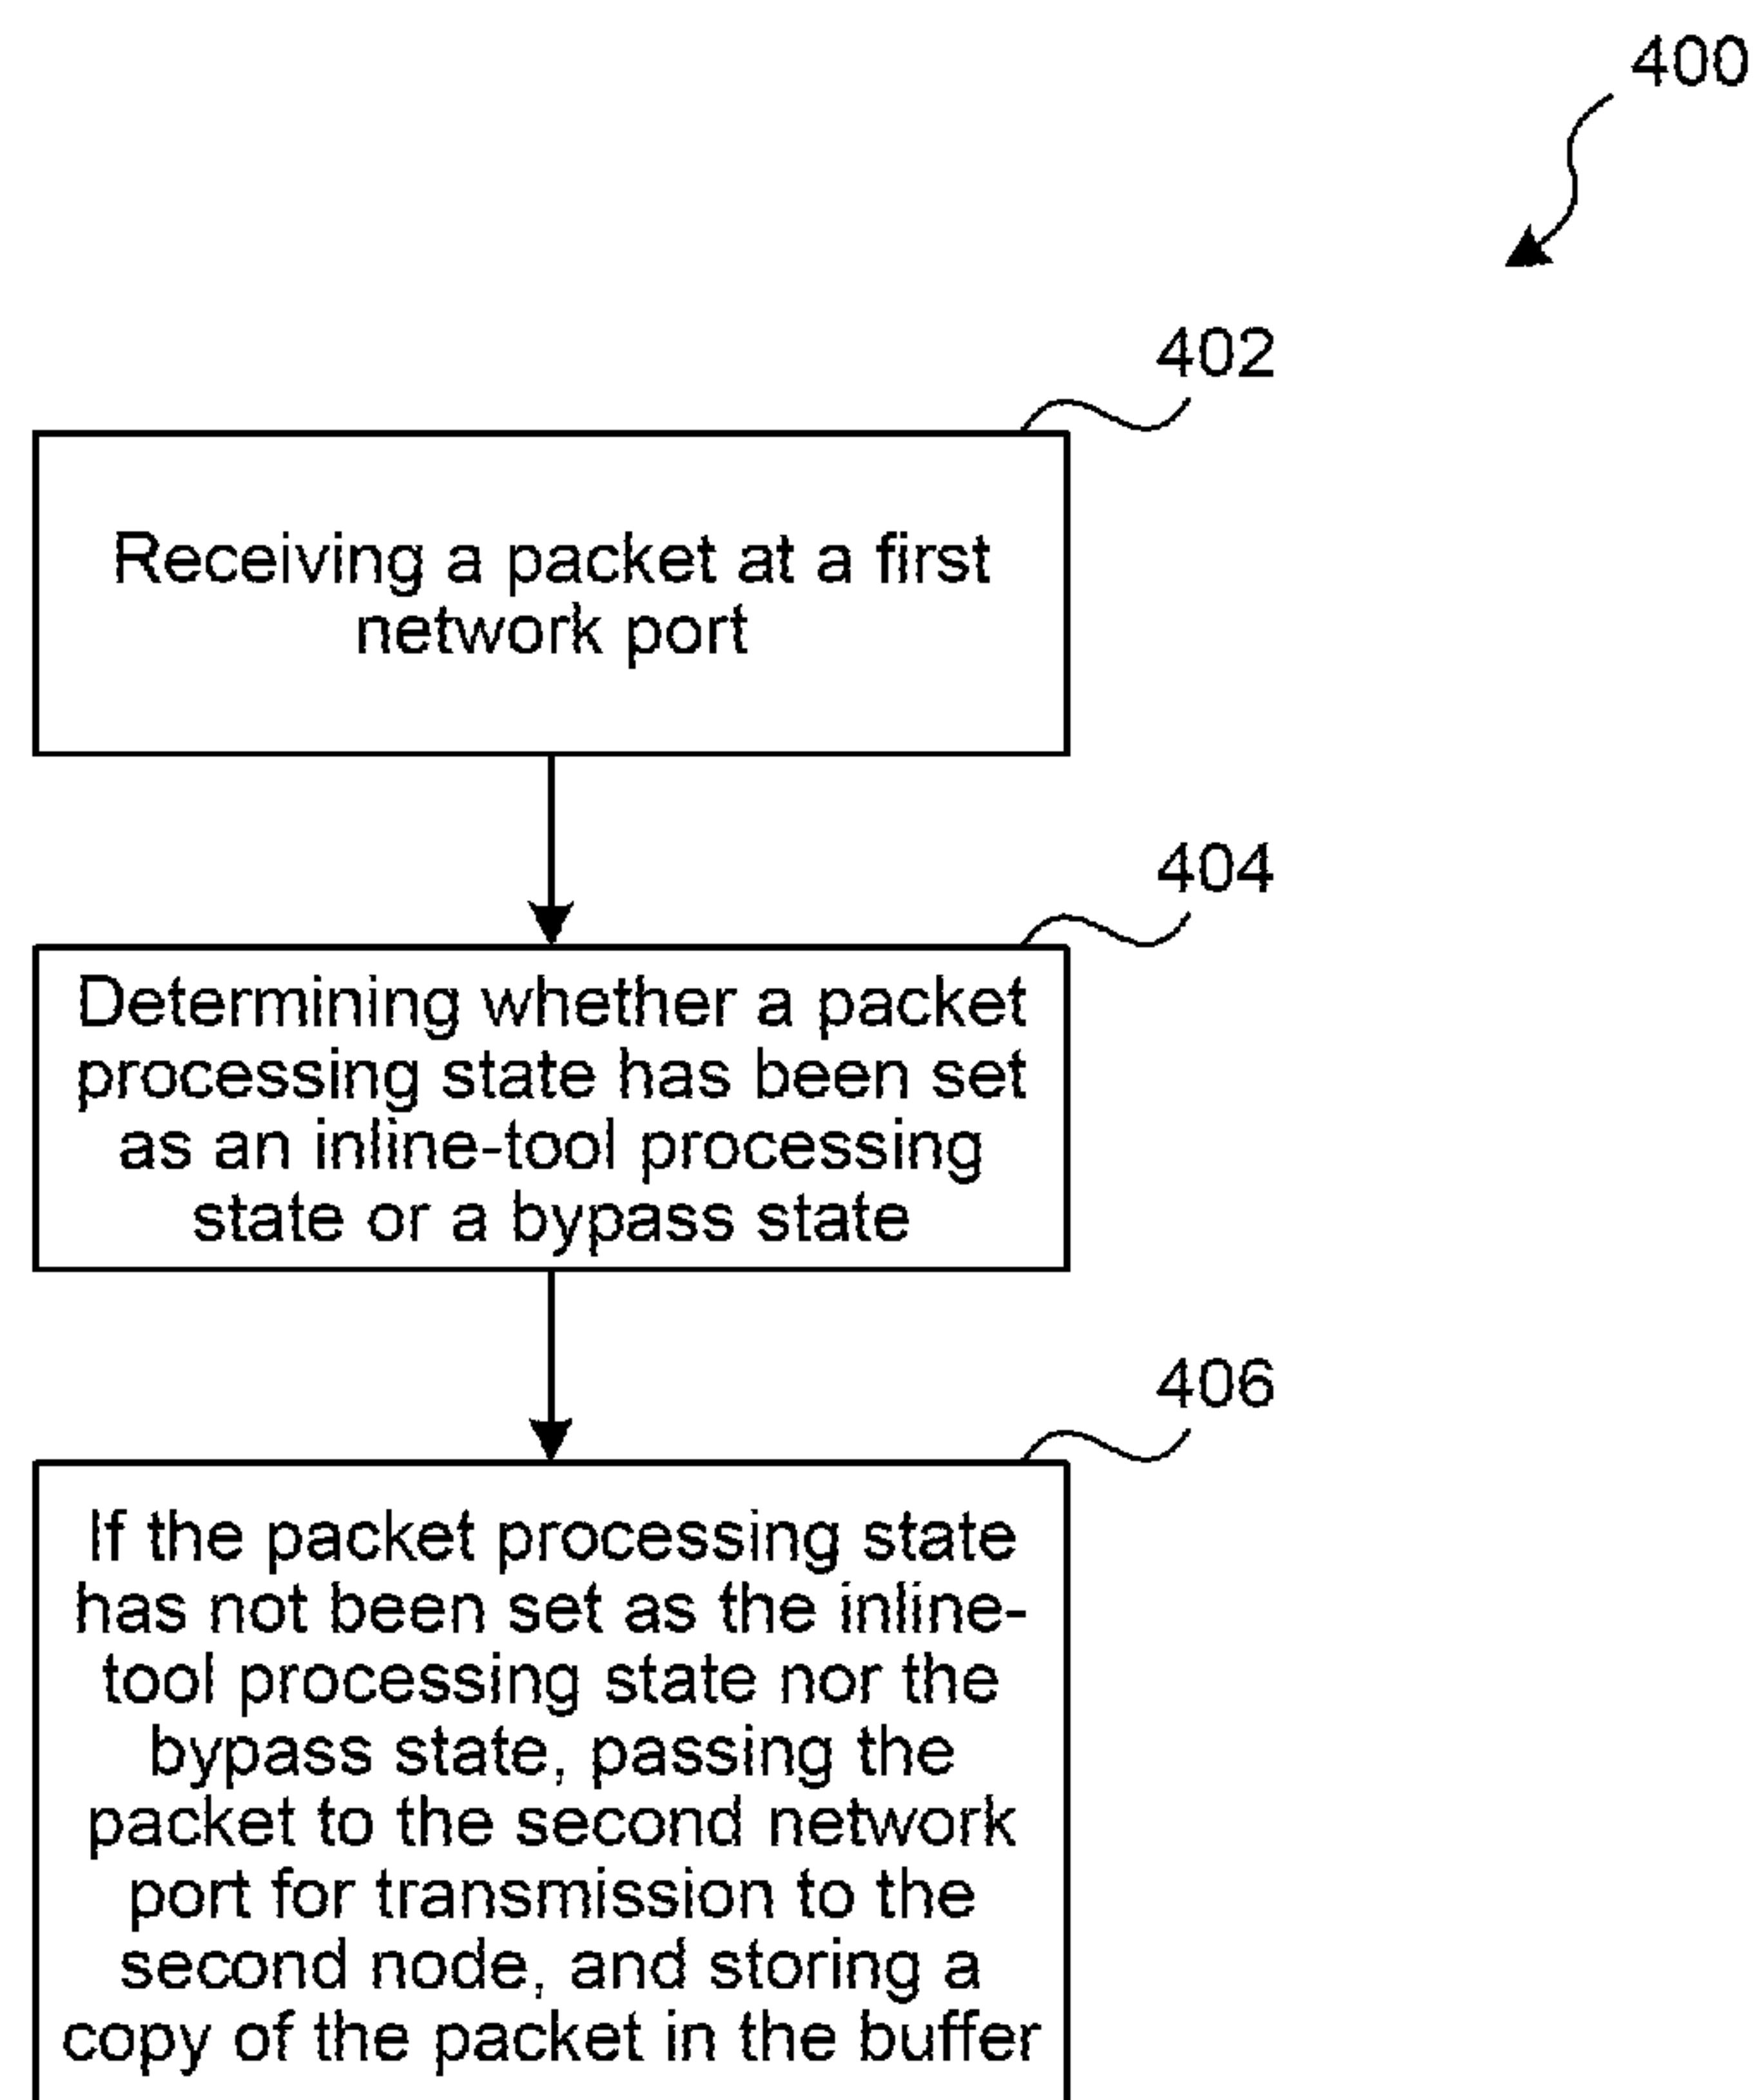 400
402
Receiving a packet at a first
network port
404
Determining whether a packet
processing state has been set
as an inline-tool processing
state or a bypass state
406
If the packet processing state
has not been set as the inline-
tool processing state nor the
bypass state, passing the
packet to the second network
port for transmission to the
second node, and storing a
copy of the packet in the buffer